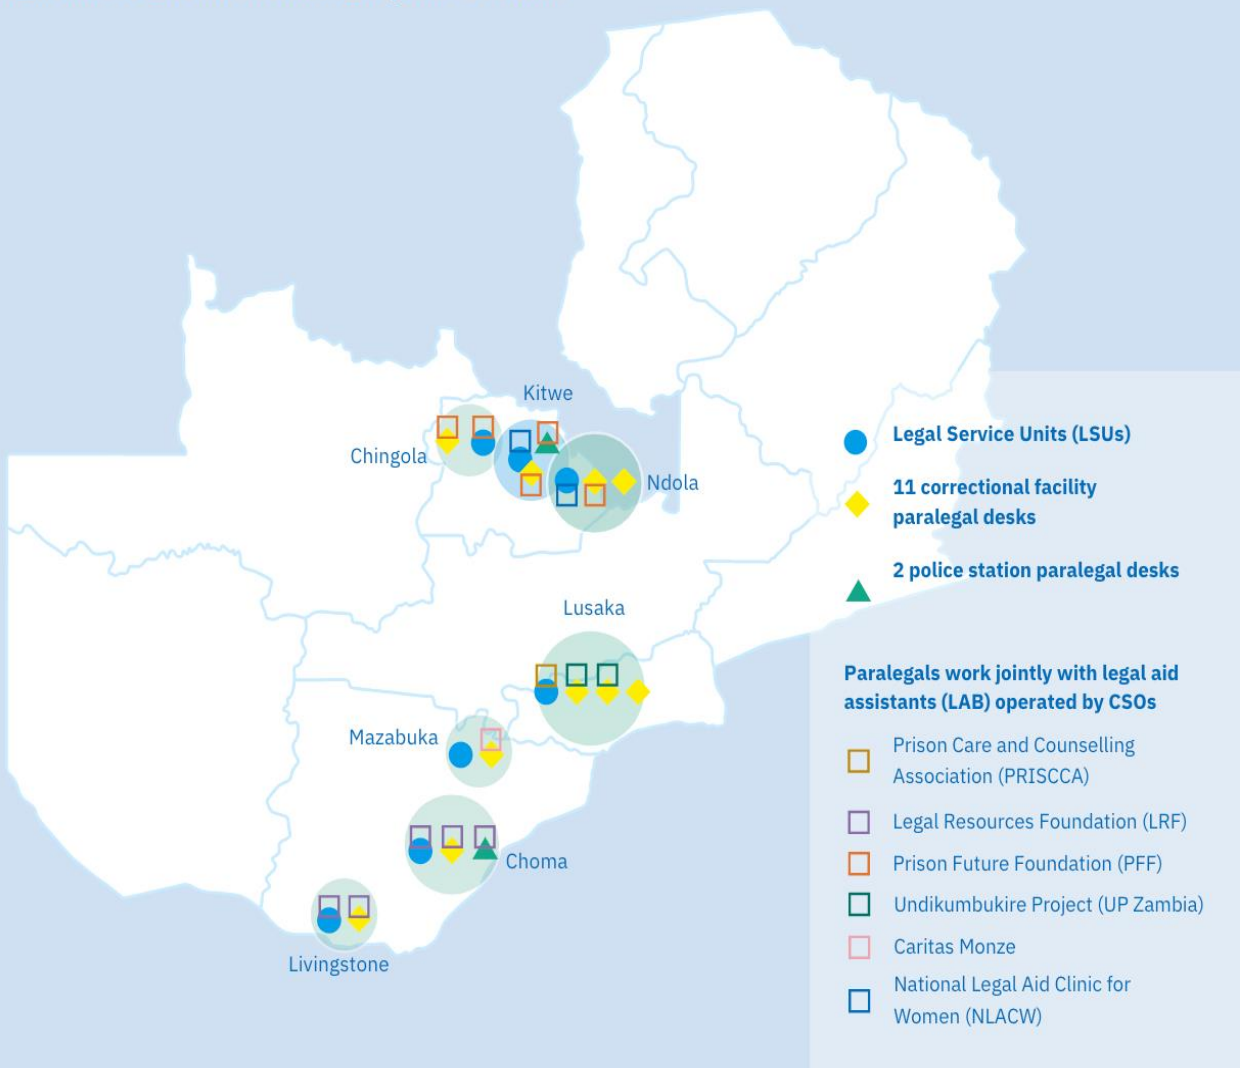 Kitwe
Chingola
Ndola
Lusaka
Mazabuka
Choma
Livingstone
Legal Service Units (LSUs)
11 correctional facility
paralegal desks
2 police station paralegal desks
Paralegals work jointly with legal aid
assistants (LAB) operated by CSOs
Prison Care and Counselling
Association (PRISCCA)
Legal Resources Foundation (LRF)
Prison Future Foundation (PFF)
Undikumbukire Project (UP Zambia)
Caritas Monze
National Legal Aid Clinic for
Women (NLACW)